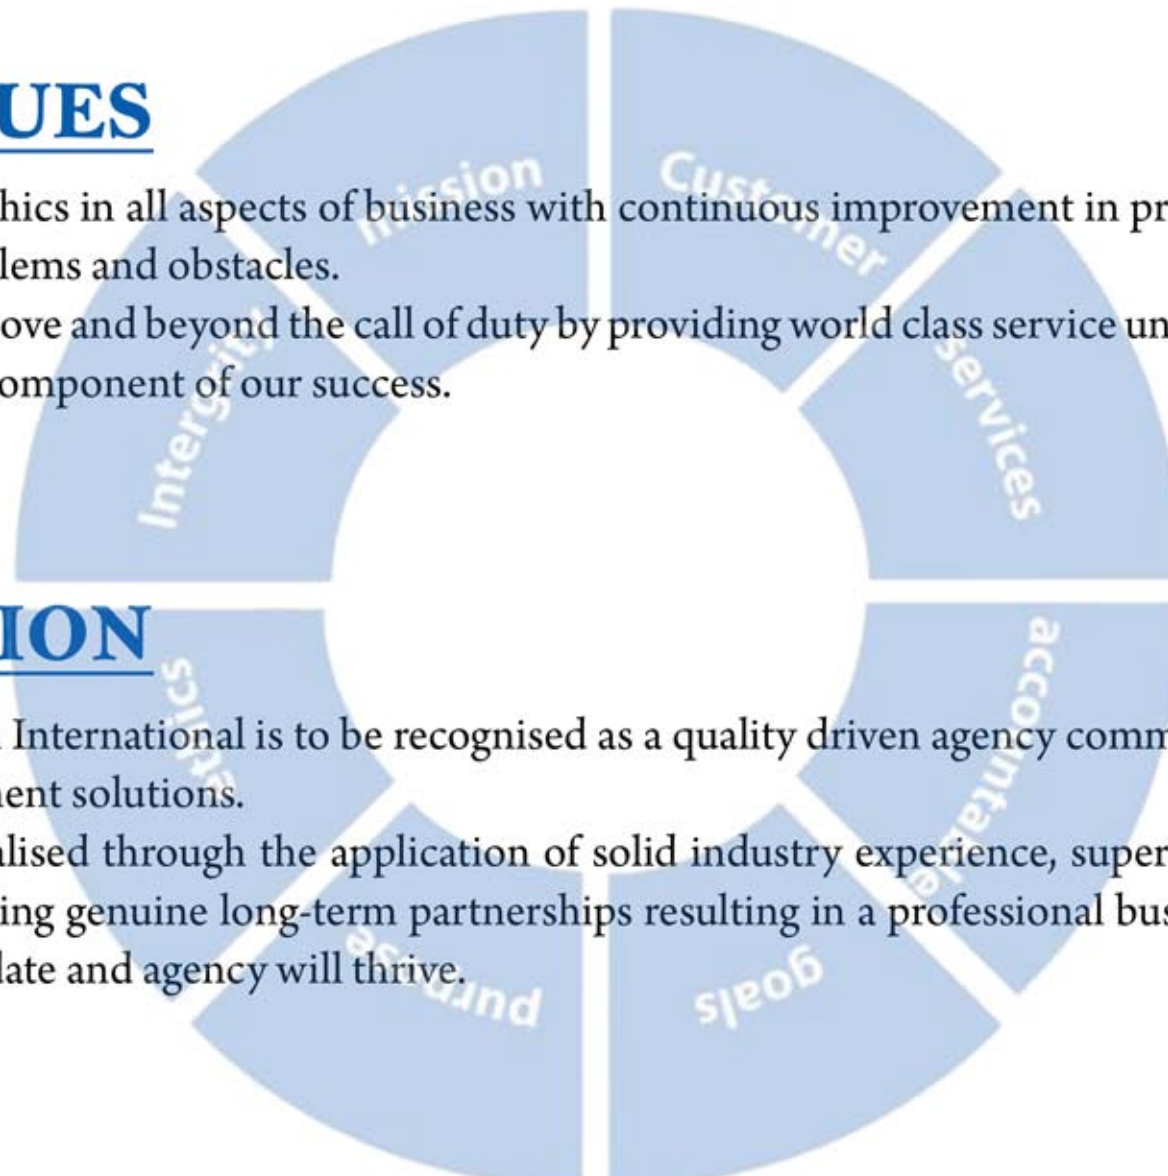 UES
hics in all aspects of business with continuous improvement in pr
lems and obstacles.
ove and beyond the call of duty by providing world class service un
omponent of our success.
ION
International is to be recognised as a quality driven agency comm
ent solutions.
alised through the application of solid industry experience, super
ing genuine long-term partnerships resulting in a professional bus
late and agency will thrive.
mission
Customer
services
accountable
goals
purpose
ethics
Intergrity